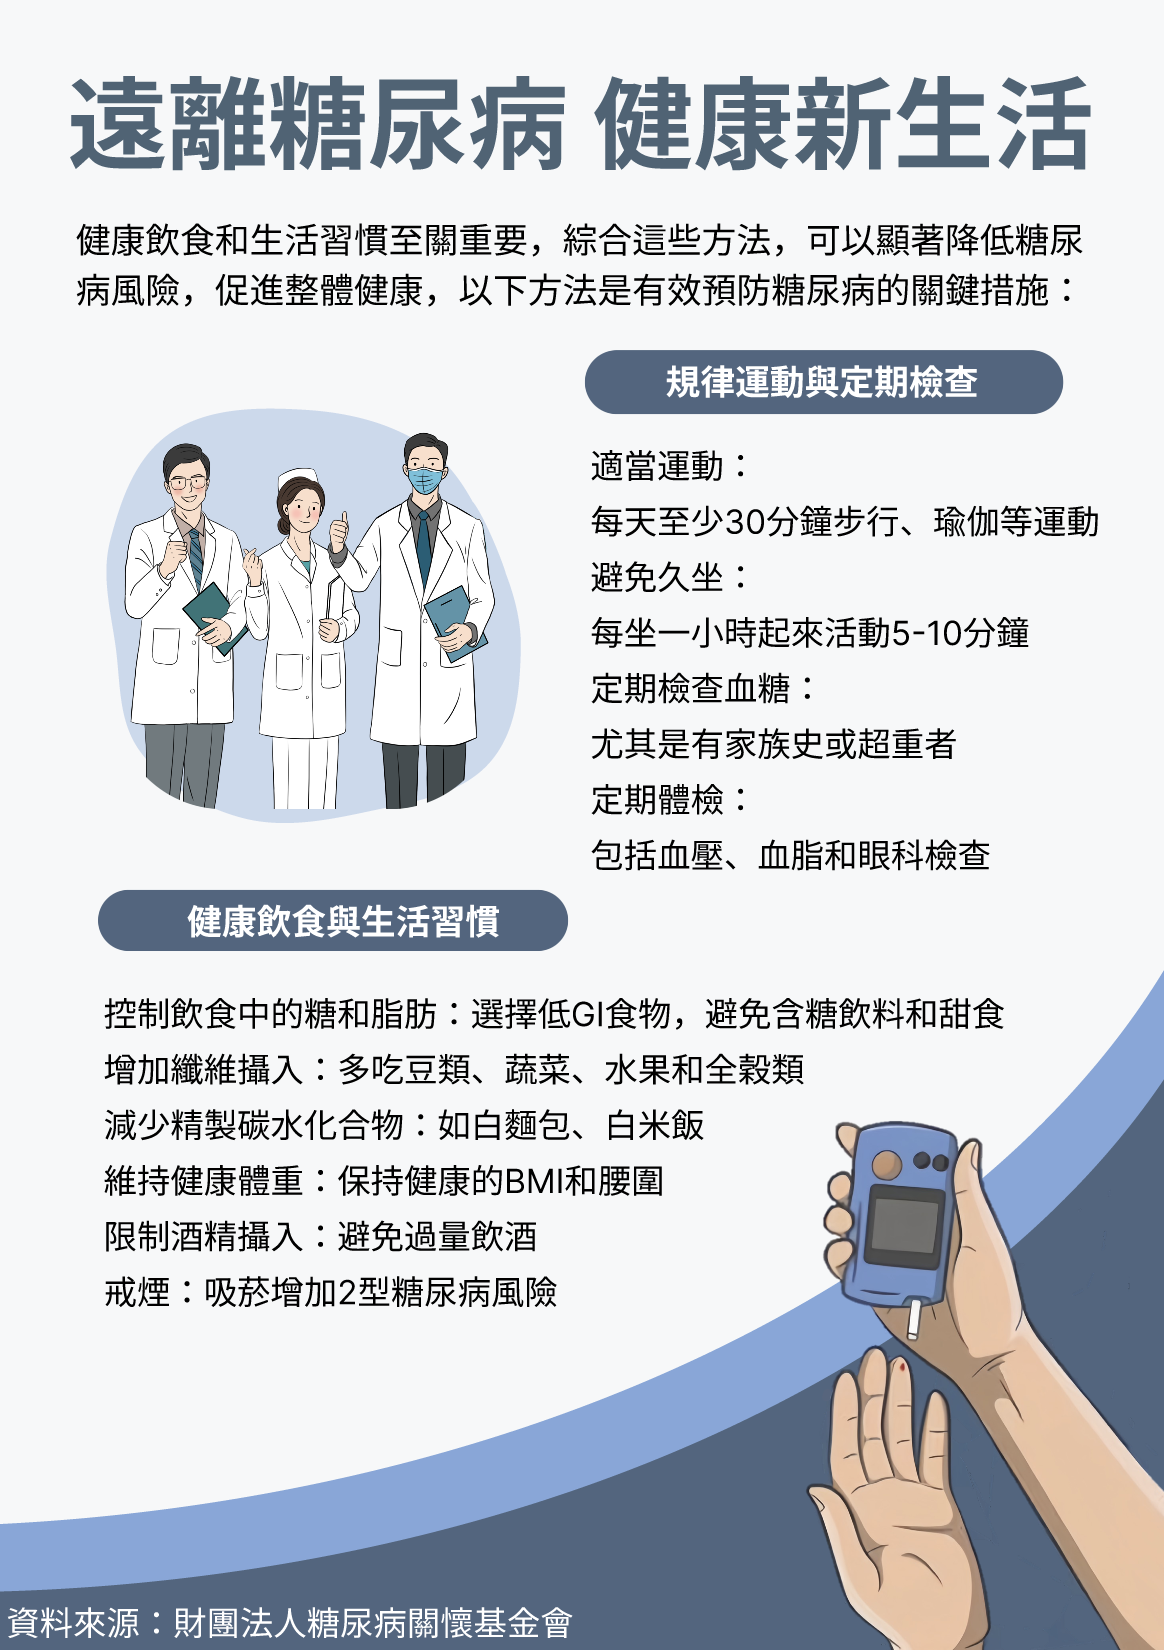 遠離糖尿病 健康新生活
健康飲食和生活習慣至關重要，綜合這些方法，可以顯著降低糖尿
病風險，促進整體健康，以下方法是有效預防糖尿病的關鍵措施：
規律運動與定期檢查
適當運動：
每天至少30分鐘步行、瑜伽等運動
避免久坐：
每坐一小時起來活動5-10分鐘
定期檢查血糖：
尤其是有家族史或超重者
定期體檢：
包括血壓、血脂和眼科檢查
健康飲食與生活習慣
控制飲食中的糖和脂肪：選擇低GI食物，避免含糖飲料和甜食
增加纖維攝入：多吃豆類、蔬菜、水果和全穀類
減少精製碳水化合物：如白麵包、白米飯
維持健康體重：保持健康的BMI和腰圍
限制酒精攝入：避免過量飲酒
戒煙：吸菸增加2型糖尿病風險
資料來源：財團法人糖尿病關懷基金會